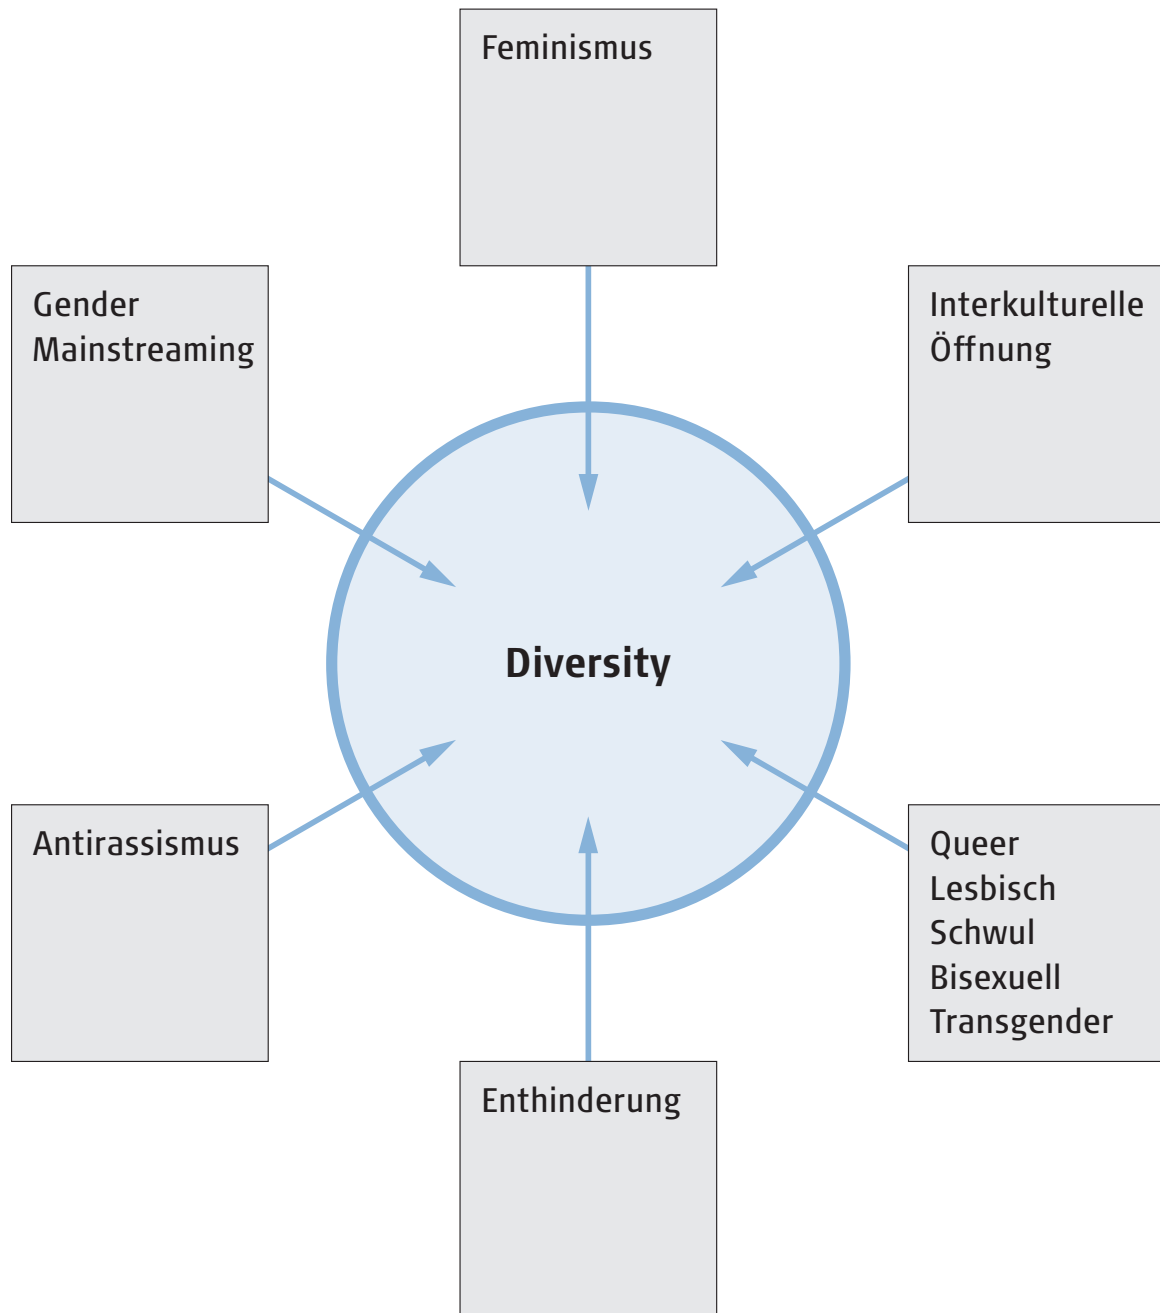 Feminismus
Gender
Mainstreaming
Interkulturelle
Öffnung
Diversity
Antirassismus
Queer
Lesbisch
Schwul
Bisexuell
Transgender
Enthinderung